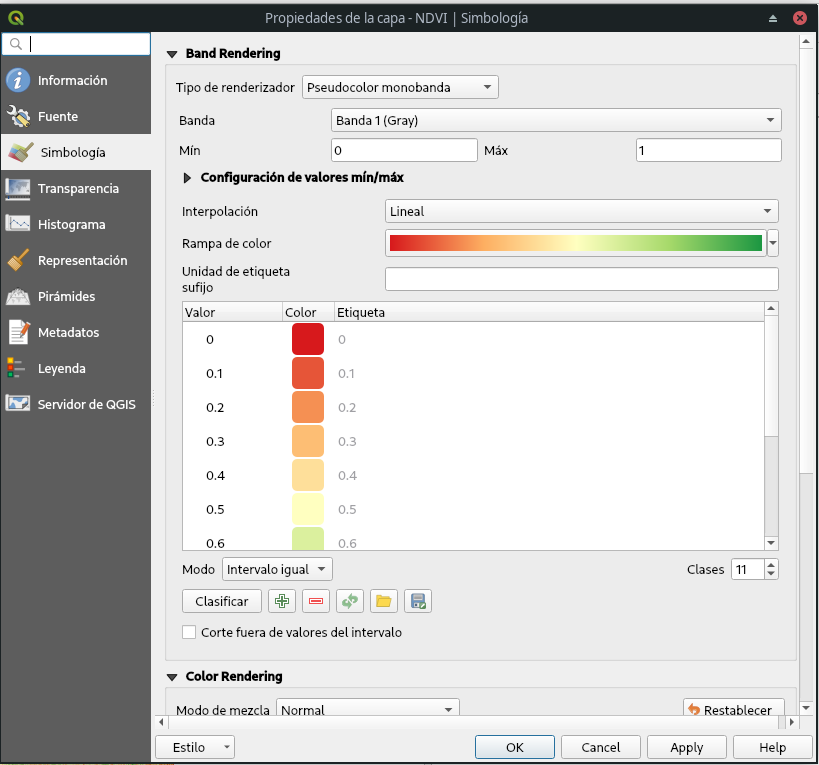 Propiedades de la capa - NDVI | Simbología
Información
Fuente
Simbología
Transparencia
Histograma
Representación
Pirámides
Metadatos
Leyenda
Servidor de QGIS
Band Rendering
Tipo de renderizador Pseudocolor monobanda
Banda Banda 1 (Gray)
Mín 0 Máx 1
Configuración de valores mín/máx
Interpolación Lineal
Rampa de color
Unidad de etiqueta
sufijo
Valor Color Etiqueta
0 0
0.1 0.1
0.2 0.2
0.3 0.3
0.4 0.4
0.5 0.5
0.6 0.6
Modo Intervalo igual Clases 11
Clasificar
Corte fuera de valores del intervalo
Color Rendering
Modo de mezcla Normal Restablecer
Estilo OK Cancel Apply Help